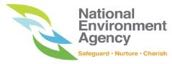 National
Environment
Agency
Safeguard • Nurture • Cherish